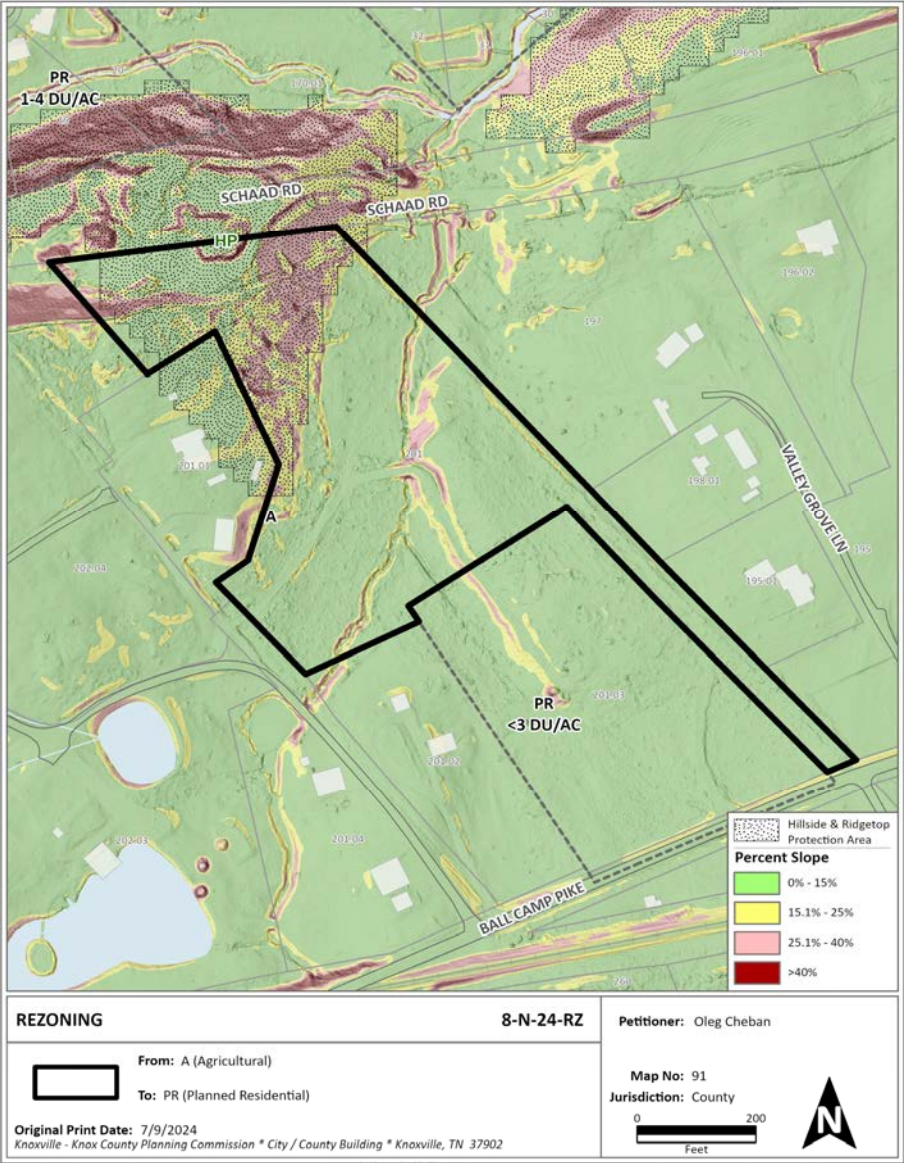 PR
1-4 DU/AC
170.01
33
196.01
SCHAAD RD
SCHAAD RD
HP
196.02
197
201.01
201
198.01
VALLEY GROVE LN
195
A
202.04
195.01
PR
<3 DU/AC
201.03
201.02
202.03
201.04
BALL CAMP PIKE
Hillside & Ridgetop
Protection Area
Percent Slope
0% - 15%
15.1% - 25%
25.1% - 40%
>40%
REZONING
8-N-24-RZ
From: A (Agricultural)
To: PR (Planned Residential)
Original Print Date: 7/9/2024
Knoxville - Knox County Planning Commission * City / County Building * Knoxville, TN 37902
Petitioner: Oleg Cheban
Map No: 91
Jurisdiction: County
0 200
Feet
N